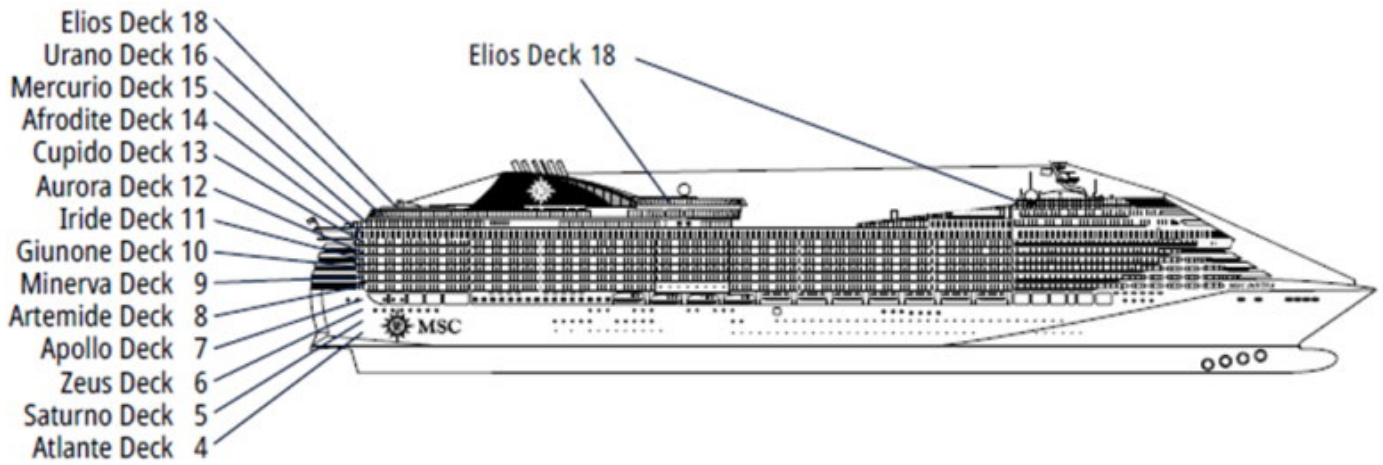 Elios Deck 18
Urano Deck 16
Mercurio Deck 15
Afrodite Deck 14
Cupido Deck 13
Aurora Deck 12
Iride Deck 11
Giunone Deck 10
Minerva Deck 9
Artemide Deck 8
Apollo Deck 7
Zeus Deck 6
Saturno Deck 5
Atlante Deck 4
Elios Deck 18
MSC